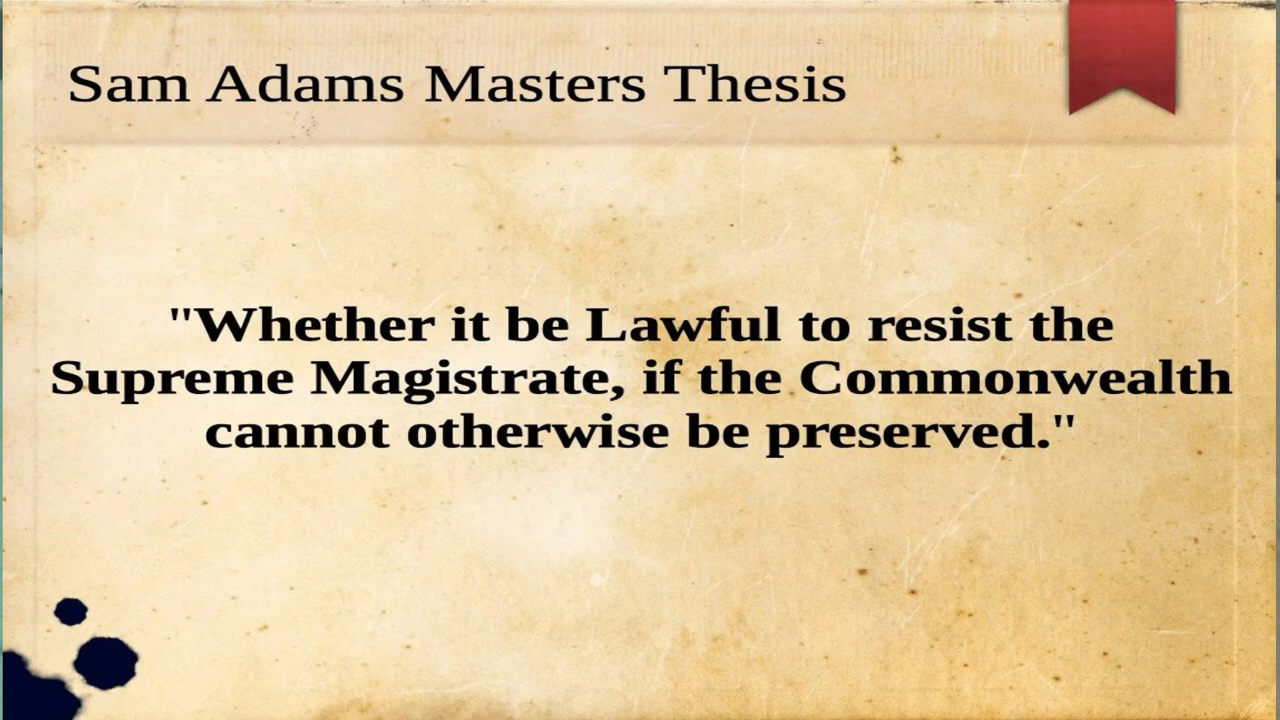 Sam Adams Masters Thesis
"Whether it be Lawful to resist the
Supreme Magistrate, if the Commonwealth
cannot otherwise be preserved."